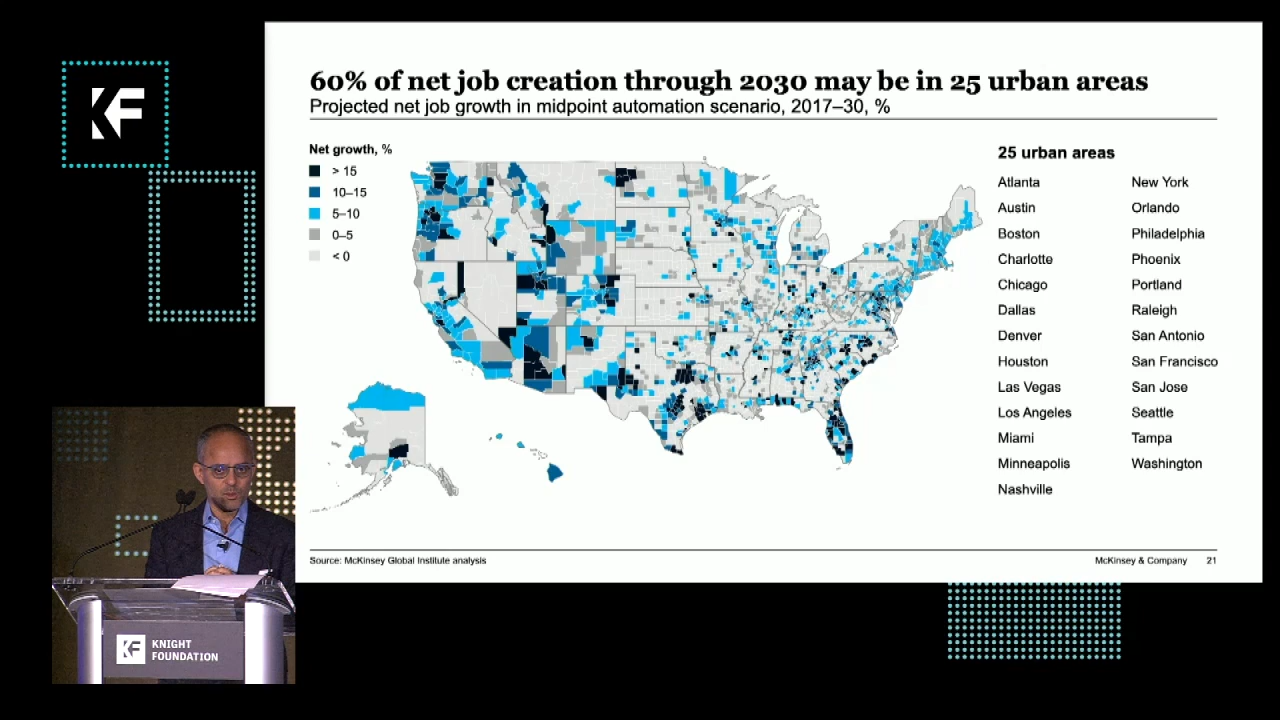 KF
60% of net job creation through 2030 may be in 25 urban areas
Projected net job growth in midpoint automation scenario, 2017–30, %
Net growth, %
> 15
10–15
5–10
0–5
< 0
25 urban areas
Atlanta
Austin
Boston
Charlotte
Chicago
Dallas
Denver
Houston
Las Vegas
Los Angeles
Miami
Minneapolis
Nashville
New York
Orlando
Philadelphia
Phoenix
Portland
Raleigh
San Antonio
San Francisco
San Jose
Seattle
Tampa
Washington
Source: McKinsey Global Institute analysis
McKinsey & Company 21
KF
KNIGHT
FOUNDATION